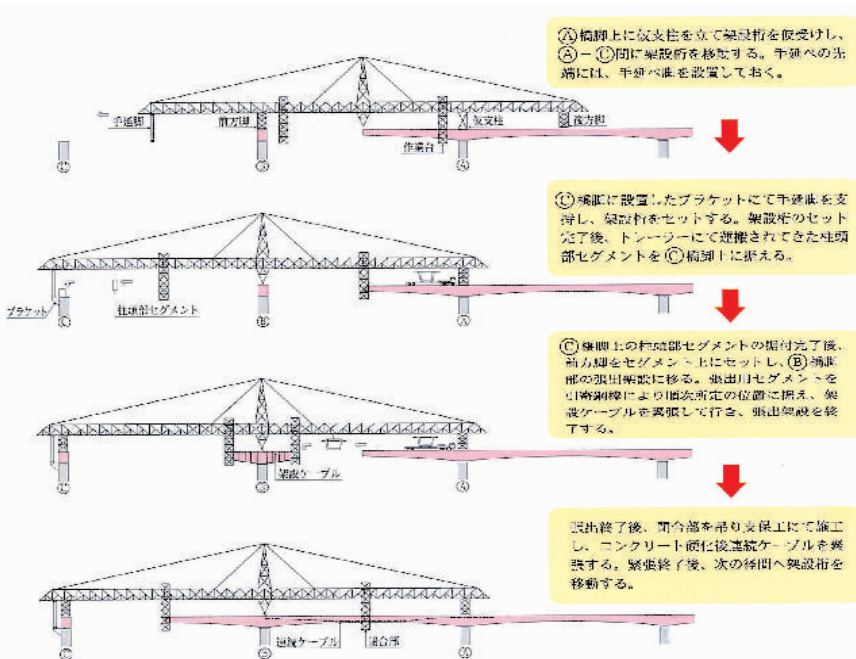 Ⓐ橋脚上に仮支柱を立て架設桁を仮受けし、
Ⓐ－Ⓒ間に架設桁を移動する。手延べの先
端には、手延べ脚を設置しておく。
手延脚
前方脚
仮支柱
後方脚
作業台
Ⓒ
Ⓑ
Ⓐ
Ⓒ橋脚に設置したブラケットにて手延脚を支
持し、架設桁をセットする。架設桁のセット
完了後、トレーラーにて運搬されてきた柱頭
部セグメントをⒸ橋脚上に据える。
ブラケット
柱頭部セグメント
Ⓒ
Ⓑ
Ⓐ
Ⓒ橋脚上の柱頭部セグメントの据付完了後、
前方脚をセグメント上にセットし、Ⓑ橋脚
部の張出架設に移る。張出用セグメントを
引寄鋼棒により順次所定の位置に据え、架
設ケーブルを緊張して行き、張出架設を終
了する。
架設ケーブル
Ⓒ
Ⓑ
Ⓐ
張出終了後、閉合部を吊り支保工にて施工
し、コンクリート硬化後連続ケーブルを緊
張する。緊張終了後、次の径間へ架設桁を
移動する。
連続ケーブル
閉合部
Ⓒ
Ⓑ
Ⓐ